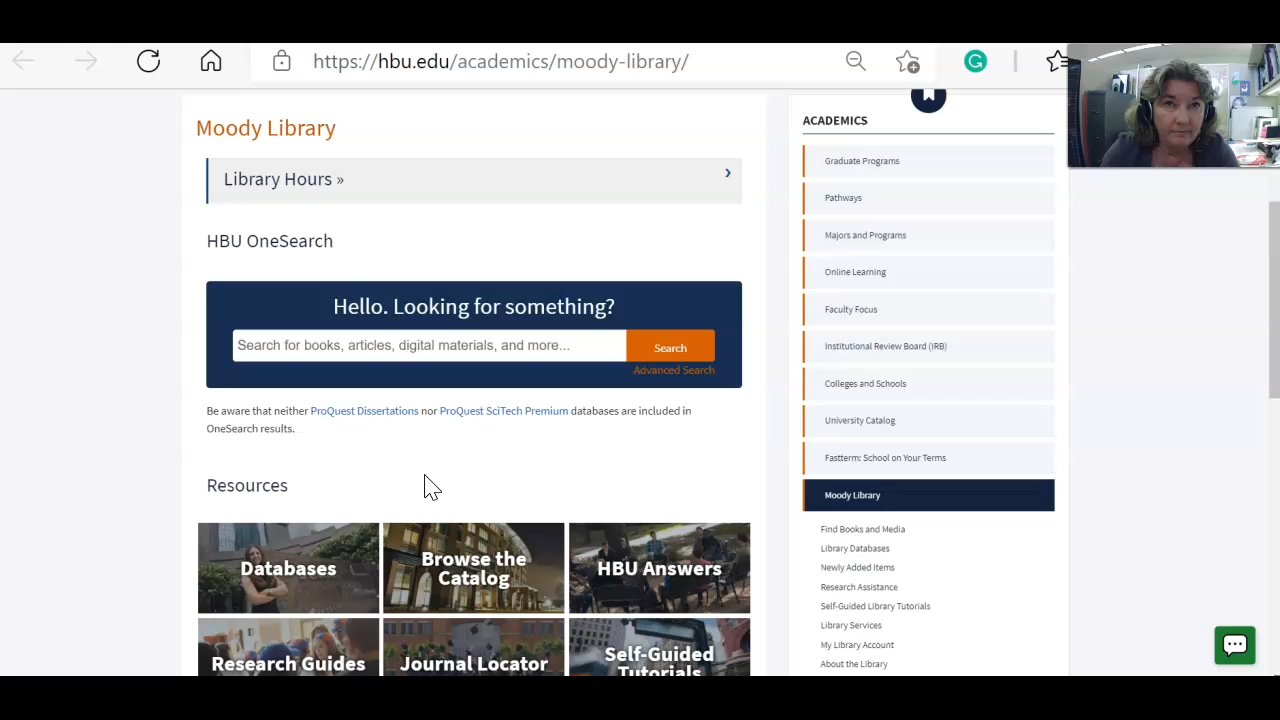 https://hbu.edu/academics/moody-library/
Moody Library
Library Hours »
HBU OneSearch
Hello. Looking for something?
Search for books, articles, digital materials, and more...
Search
Advanced Search
Be aware that neither ProQuest Dissertations nor ProQuest SciTech Premium databases are included in
OneSearch results.
Resources
Databases
Browse the
Catalog
HBU Answers
Research Guides
Journal Locator
Self-Guided
Tutorials
ACADEMICS
Graduate Programs
Pathways
Majors and Programs
Online Learning
Faculty Focus
Institutional Review Board (IRB)
Colleges and Schools
University Catalog
Fastterm: School on Your Terms
Moody Library
Find Books and Media
Library Databases
Newly Added Items
Research Assistance
Self-Guided Library Tutorials
Library Services
My Library Account
About the Library